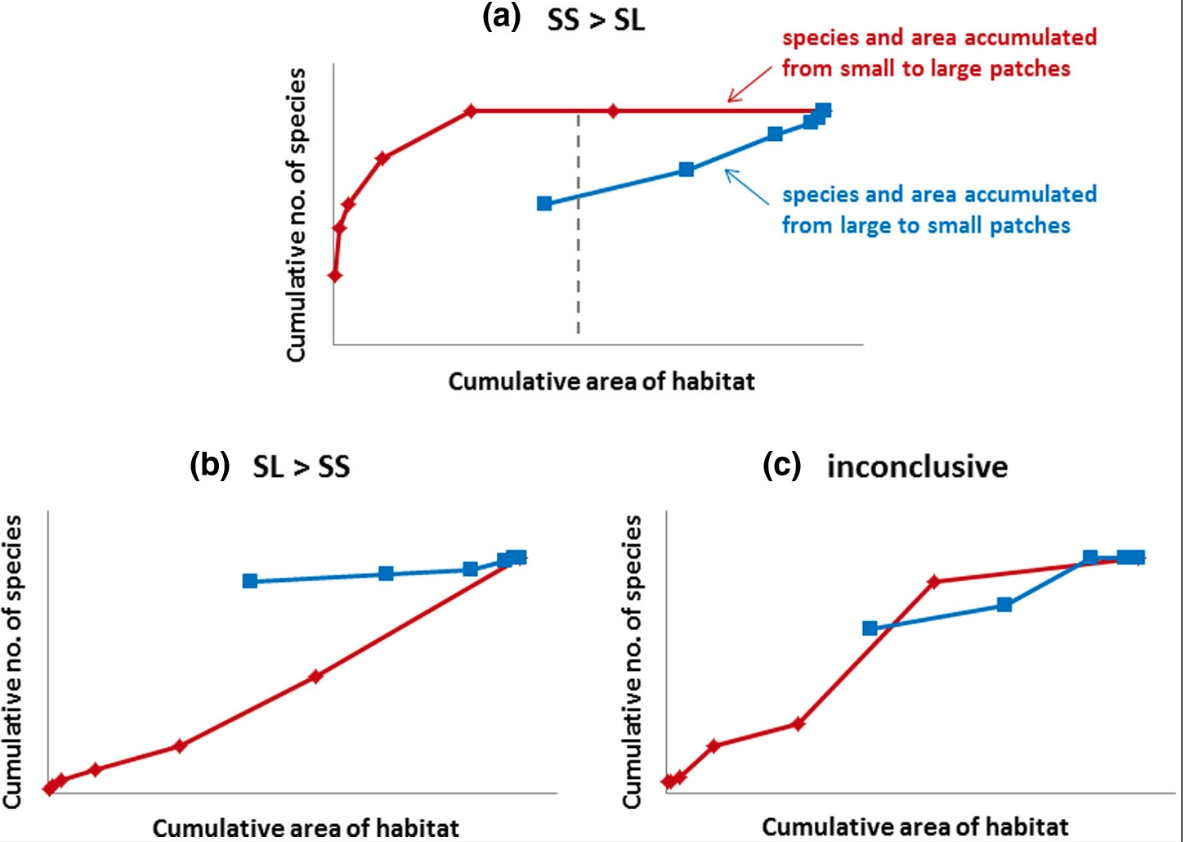 (a) SS > SL
species and area accumulated
from small to large patches
Cumulative no. of species
species and area accumulated
from large to small patches
Cumulative area of habitat
(b) SL > SS
Cumulative no. of species
Cumulative area of habitat
(c) inconclusive
Cumulative no. of species
Cumulative area of habitat